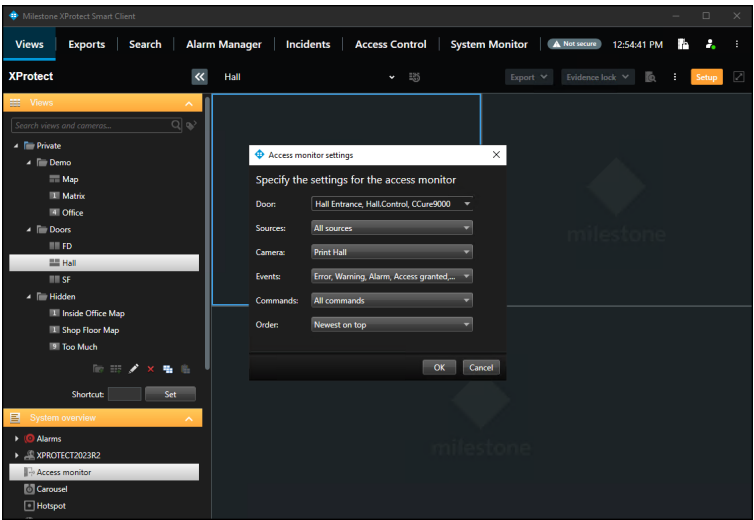 Milestone XProtect Smart Client
Views Exports Search Alarm Manager Incidents Access Control System Monitor Not secure 12:54:41 PM
XProtect Hall Export Evidence lock Setup
Views
Search views and cameras...
Private
Demo
Map
1 Matrix
4 Office
Doors
FD
Hall
SF
Hidden
1 Inside Office Map
1 Shop Floor Map
9 Too Much
Shortcut: Set
System overview
Alarms
XPROTECT2023R2
Access monitor
Carousel
Hotspot
Access monitor settings
Specify the settings for the access monitor
Door: Hall Entrance, Hall.Control, CCure9000
Sources: All sources
Camera: Print Hall
Events: Error, Warning, Alarm, Access granted,...
Commands: All commands
Order: Newest on top
OK Cancel
milestone
milestone